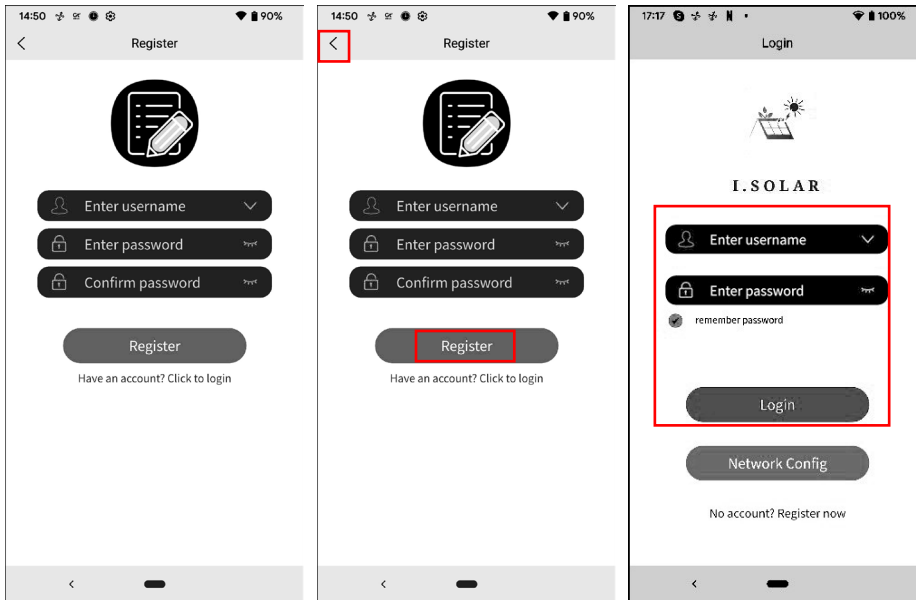 14:50 90%
Register
Enter username
Enter password
Confirm password
Register
Have an account? Click to login
14:50 90%
Register
Enter username
Enter password
Confirm password
Register
Have an account? Click to login
17:17 S N 100%
Login
I.SOLAR
Enter username
Enter password
remember password
Login
Network Config
No account? Register now